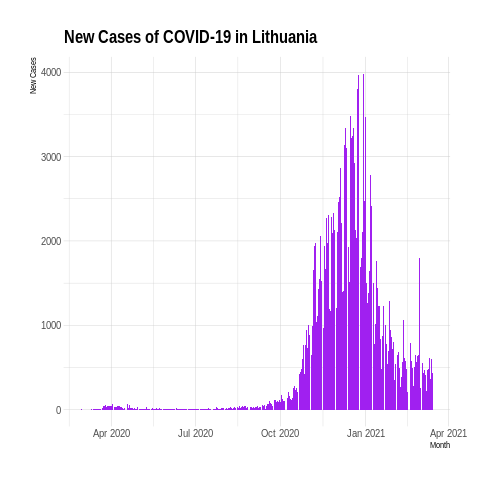 New Cases of COVID-19 in Lithuania
New Cases
4000
3000
2000
1000
0
Apr 2020
Jul 2020
Oct 2020
Jan 2021
Apr 2021
Month